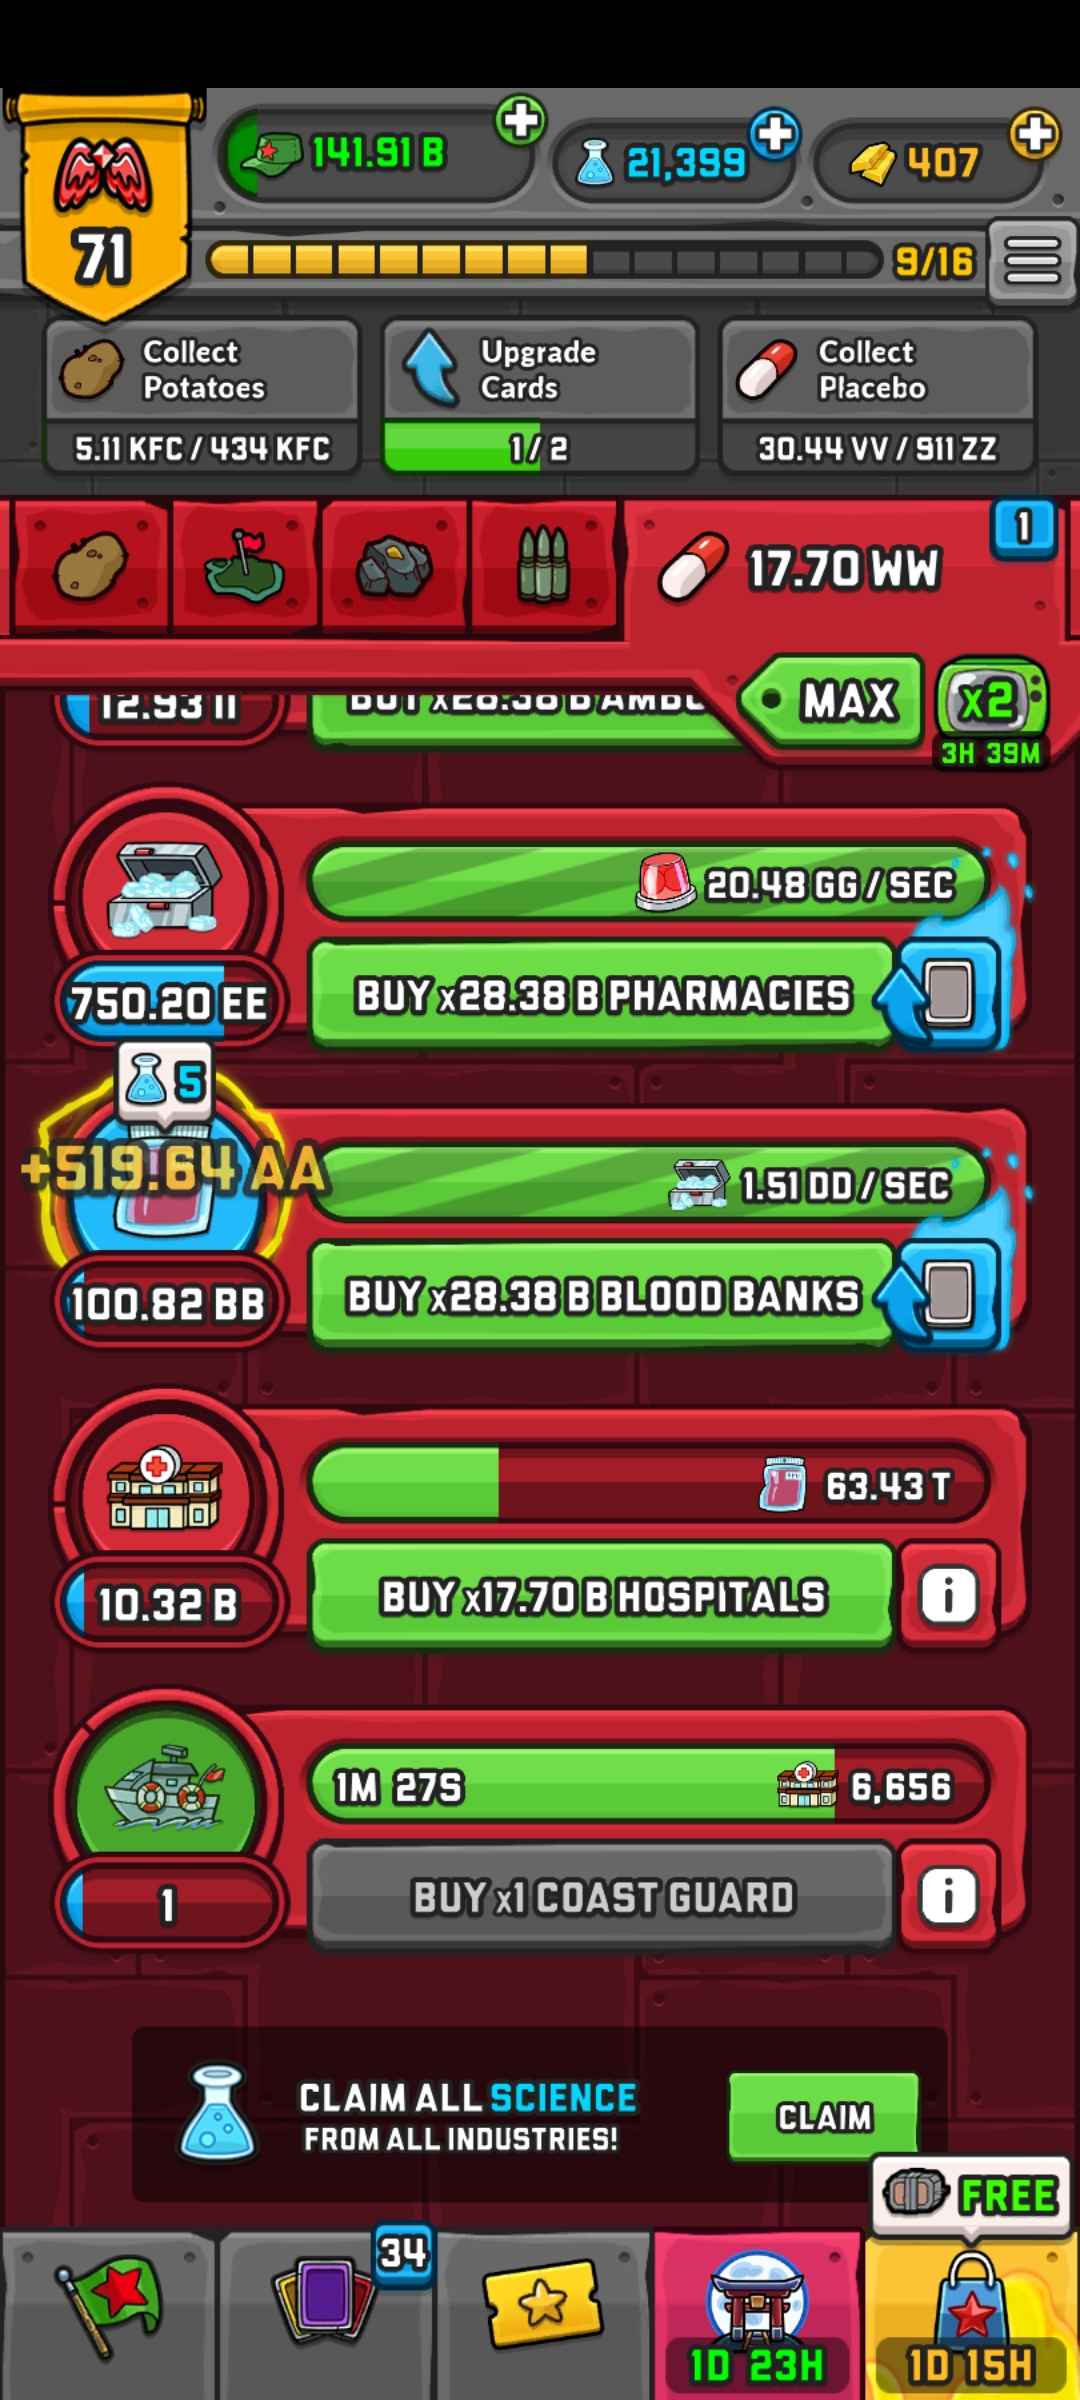 71
141.91 B
21,399
407
9/16
Collect
Potatoes
5.11 KFC / 434 KFC
Upgrade
Cards
1 / 2
Collect
Placebo
30.44 VV / 911 ZZ
17.70 WW
1
MAX
x2
3H 39M
BUY x28.38 B
20.48 GG / SEC
750.20 EE
BUY x28.38 B PHARMACIES
5
+519.64 AA
1.51 DD / SEC
100.82 BB
BUY x28.38 B BLOOD BANKS
63.43 T
10.32 B
BUY x17.70 B HOSPITALS
i
1M 27S
6,656
1
BUY x1 COAST GUARD
i
CLAIM ALL SCIENCE
FROM ALL INDUSTRIES!
CLAIM
FREE
34
1D 23H
1D 15H